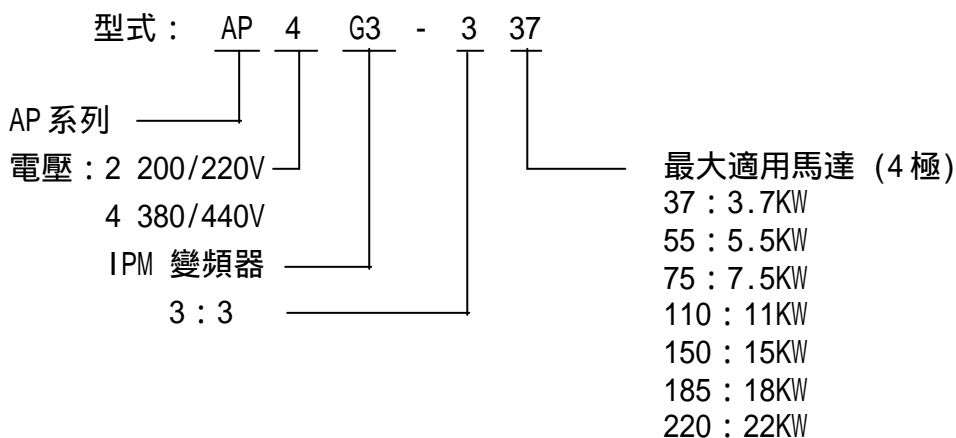 型式： AP 4 G3 - 3 37
AP 系列
電壓：2 200/220V
4 380/440V
IPM 變頻器
3：3
最大適用馬達 (4極)
37：3.7KW
55：5.5KW
75：7.5KW
110：11KW
150：15KW
185：18KW
220：22KW